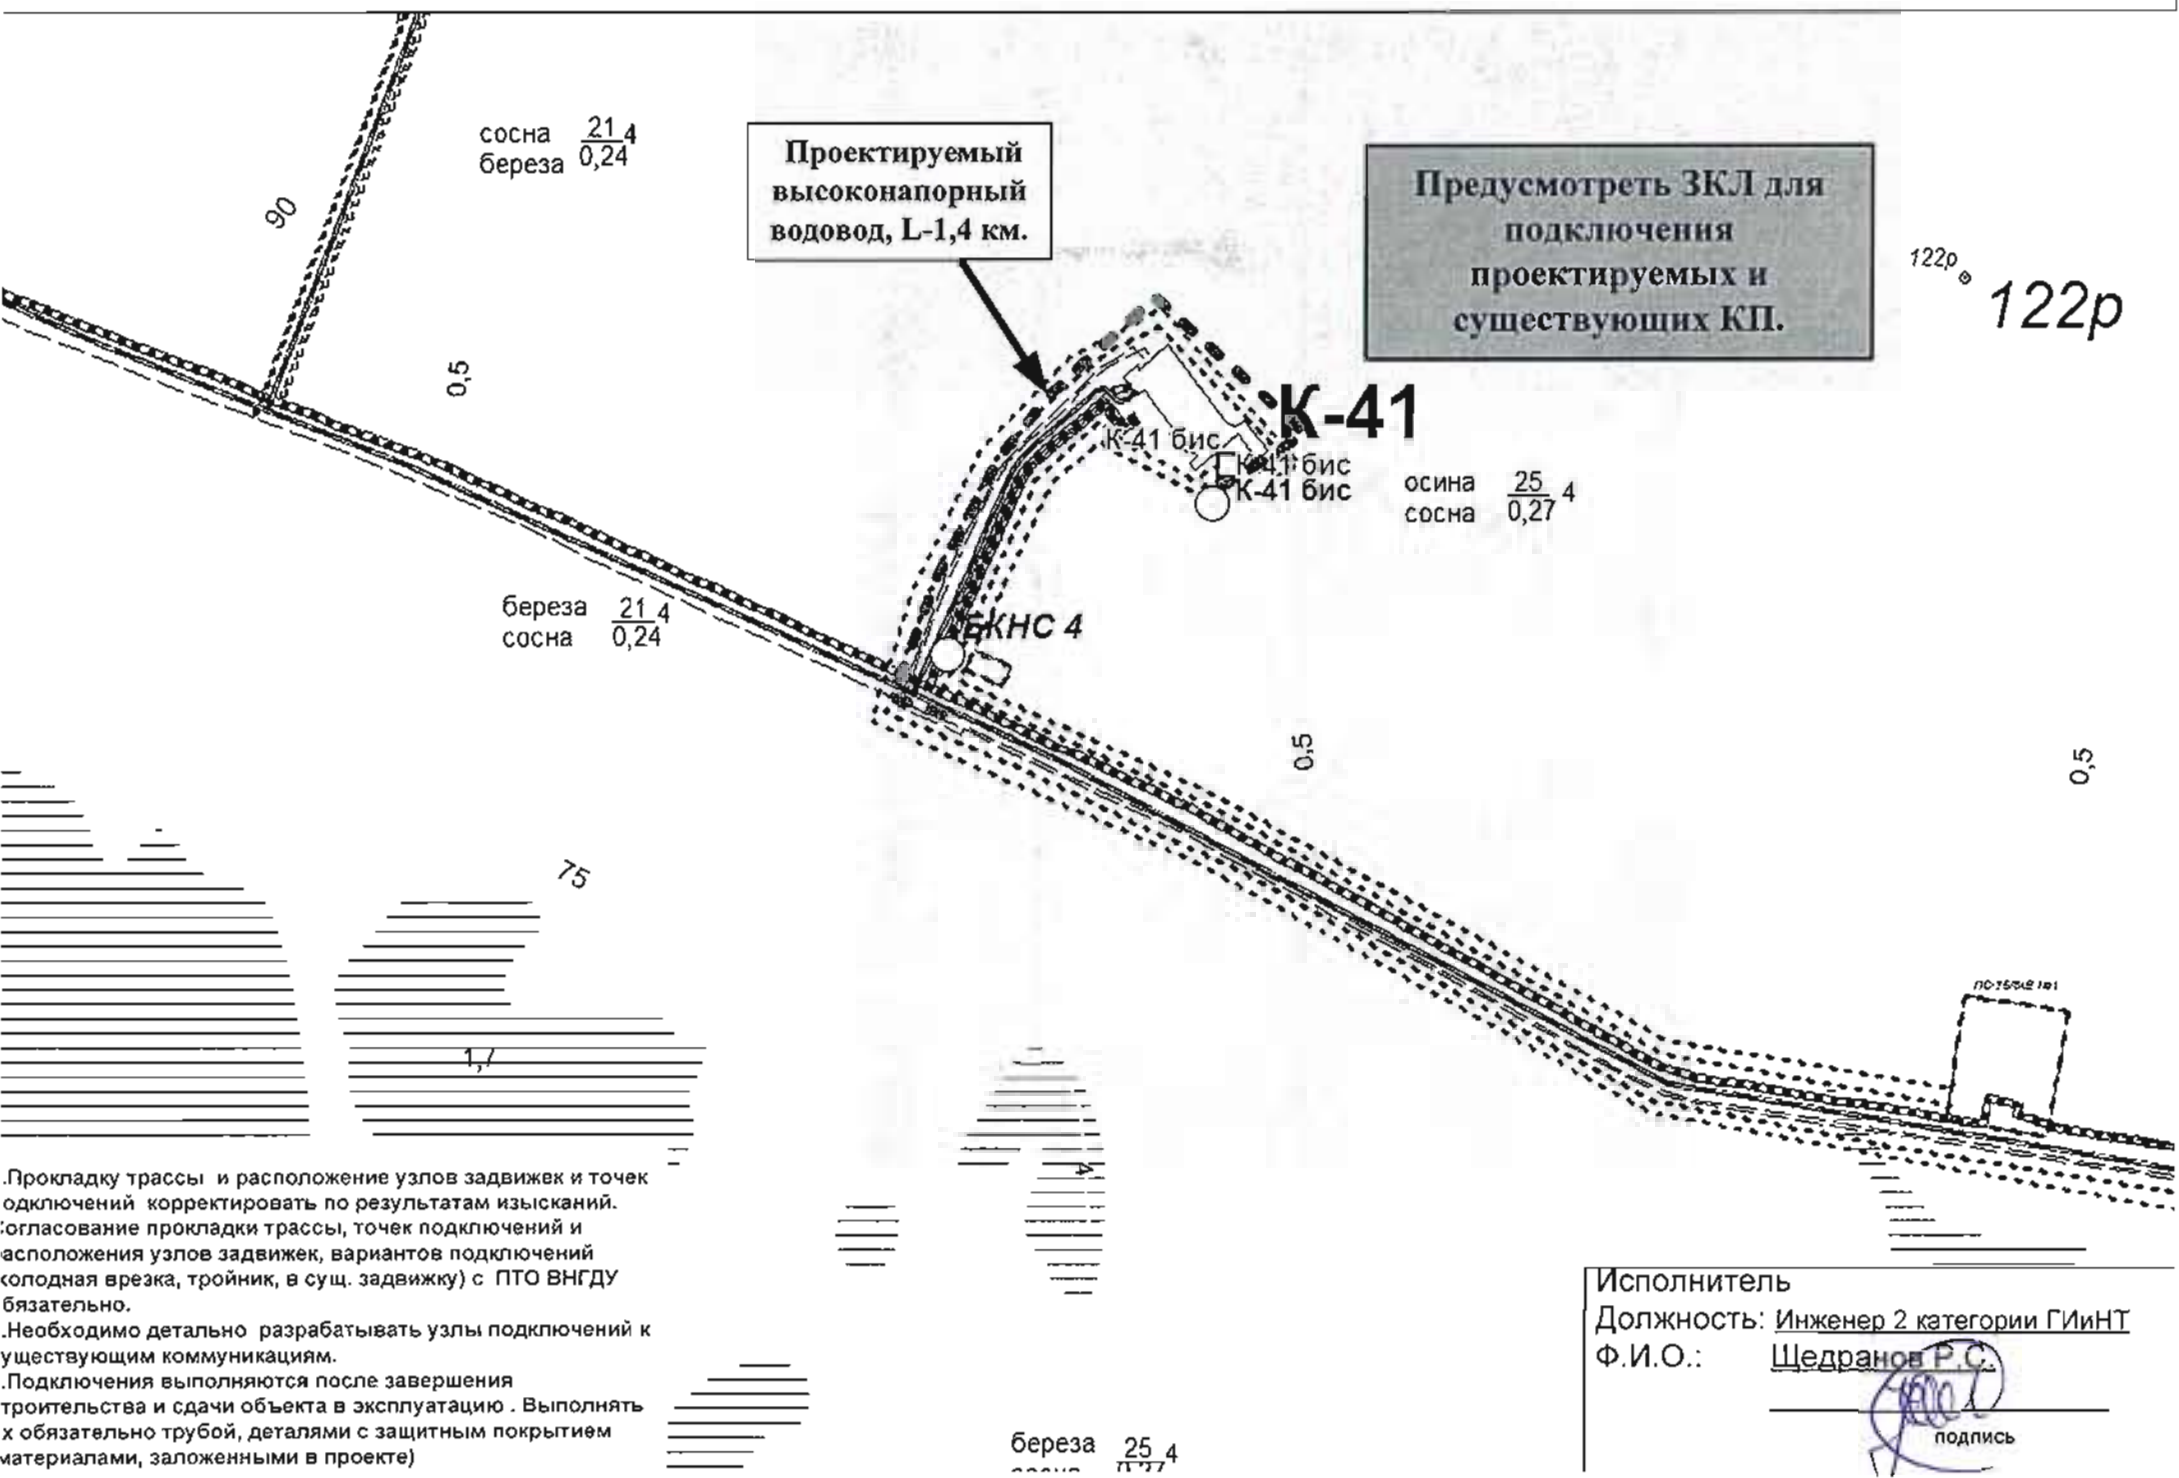 сосна 21 4
береза 0,24
90
Проектируемый
высоконапорный
водовод, L-1,4 км.
Предусмотреть ЗКЛ для
подключения
проектируемых и
существующих КП.
122р
122р
0,5
К-41
К-41 бис
К-41 бис
К-41 бис
осина 25 4
сосна 0,27
береза 21 4
сосна 0,24
БКНС 4
0,5
0,5
75
1,7
4
.Прокладку трассы и расположение узлов задвижек и точек
одключений корректировать по результатам изысканий.
огласование прокладки трассы, точек подключений и
асположения узлов задвижек, вариантов подключений
холодная врезка, тройник, в сущ. задвижку) с ПТО ВНГДУ
бязательно.
.Необходимо детально разрабатывать узлы подключений к
уществующим коммуникациям.
.Подключения выполняются после завершения
троительства и сдачи объекта в эксплуатацию . Выполнять
х обязательно трубой, деталями с защитным покрытием
материалами, заложенными в проекте)
береза 25 4
Исполнитель
Должность: Инженер 2 категории ГИиНТ
Ф.И.О.: Щедранов Р.С.
подпись